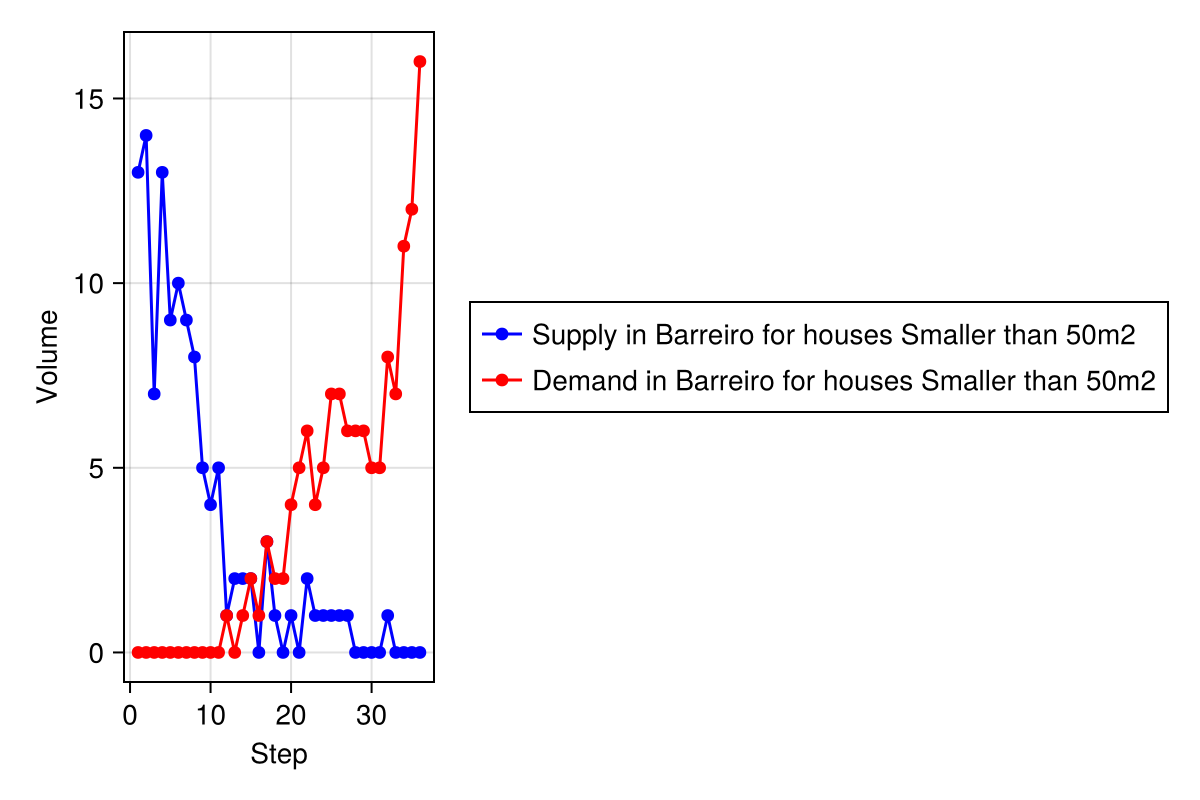 Volume
15
10
5
0
0 10 20 30
Step
Supply in Barreiro for houses Smaller than 50m2
Demand in Barreiro for houses Smaller than 50m2